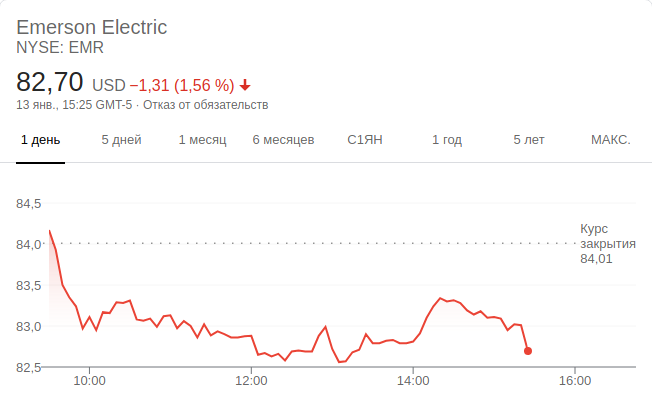 Emerson Electric
NYSE: EMR
82,70 USD −1,31 (1,56 %)
13 янв., 15:25 GMT-5 · Отказ от обязательств
1 день 5 дней 1 месяц 6 месяцев С1ЯН 1 год 5 лет МАКС.
84,5
84,0
83,5
83,0
82,5
Курс
закрытия
84,01
10:00 12:00 14:00 16:00